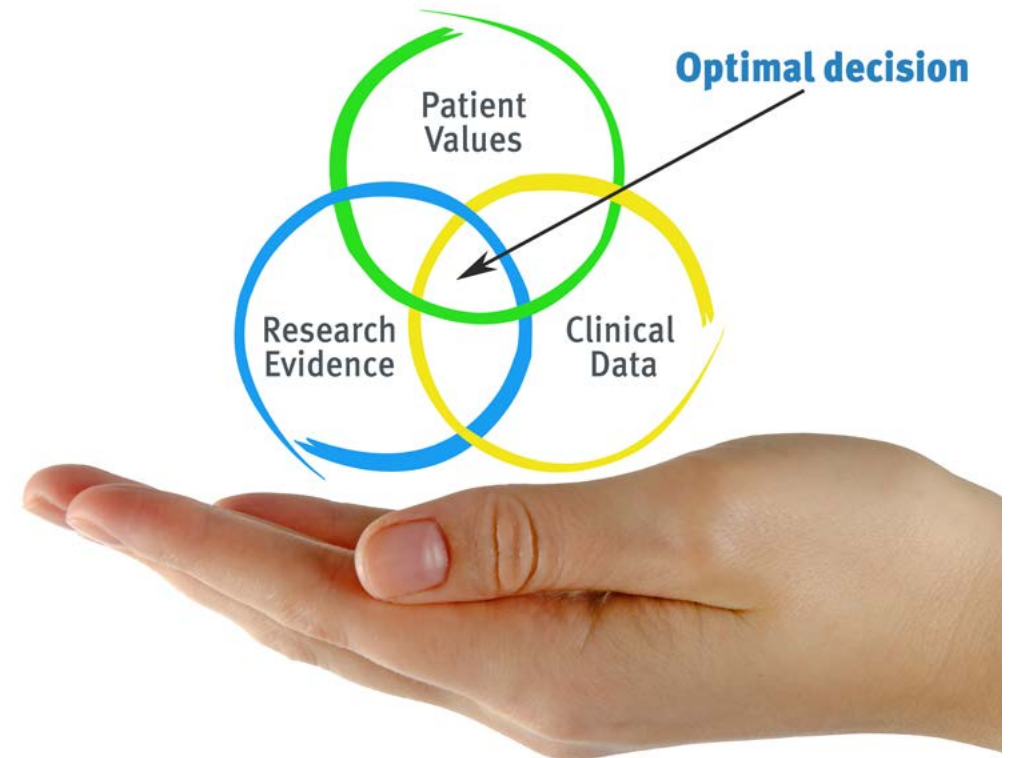 Optimal decision
Patient
Values
Research
Evidence
Clinical
Data